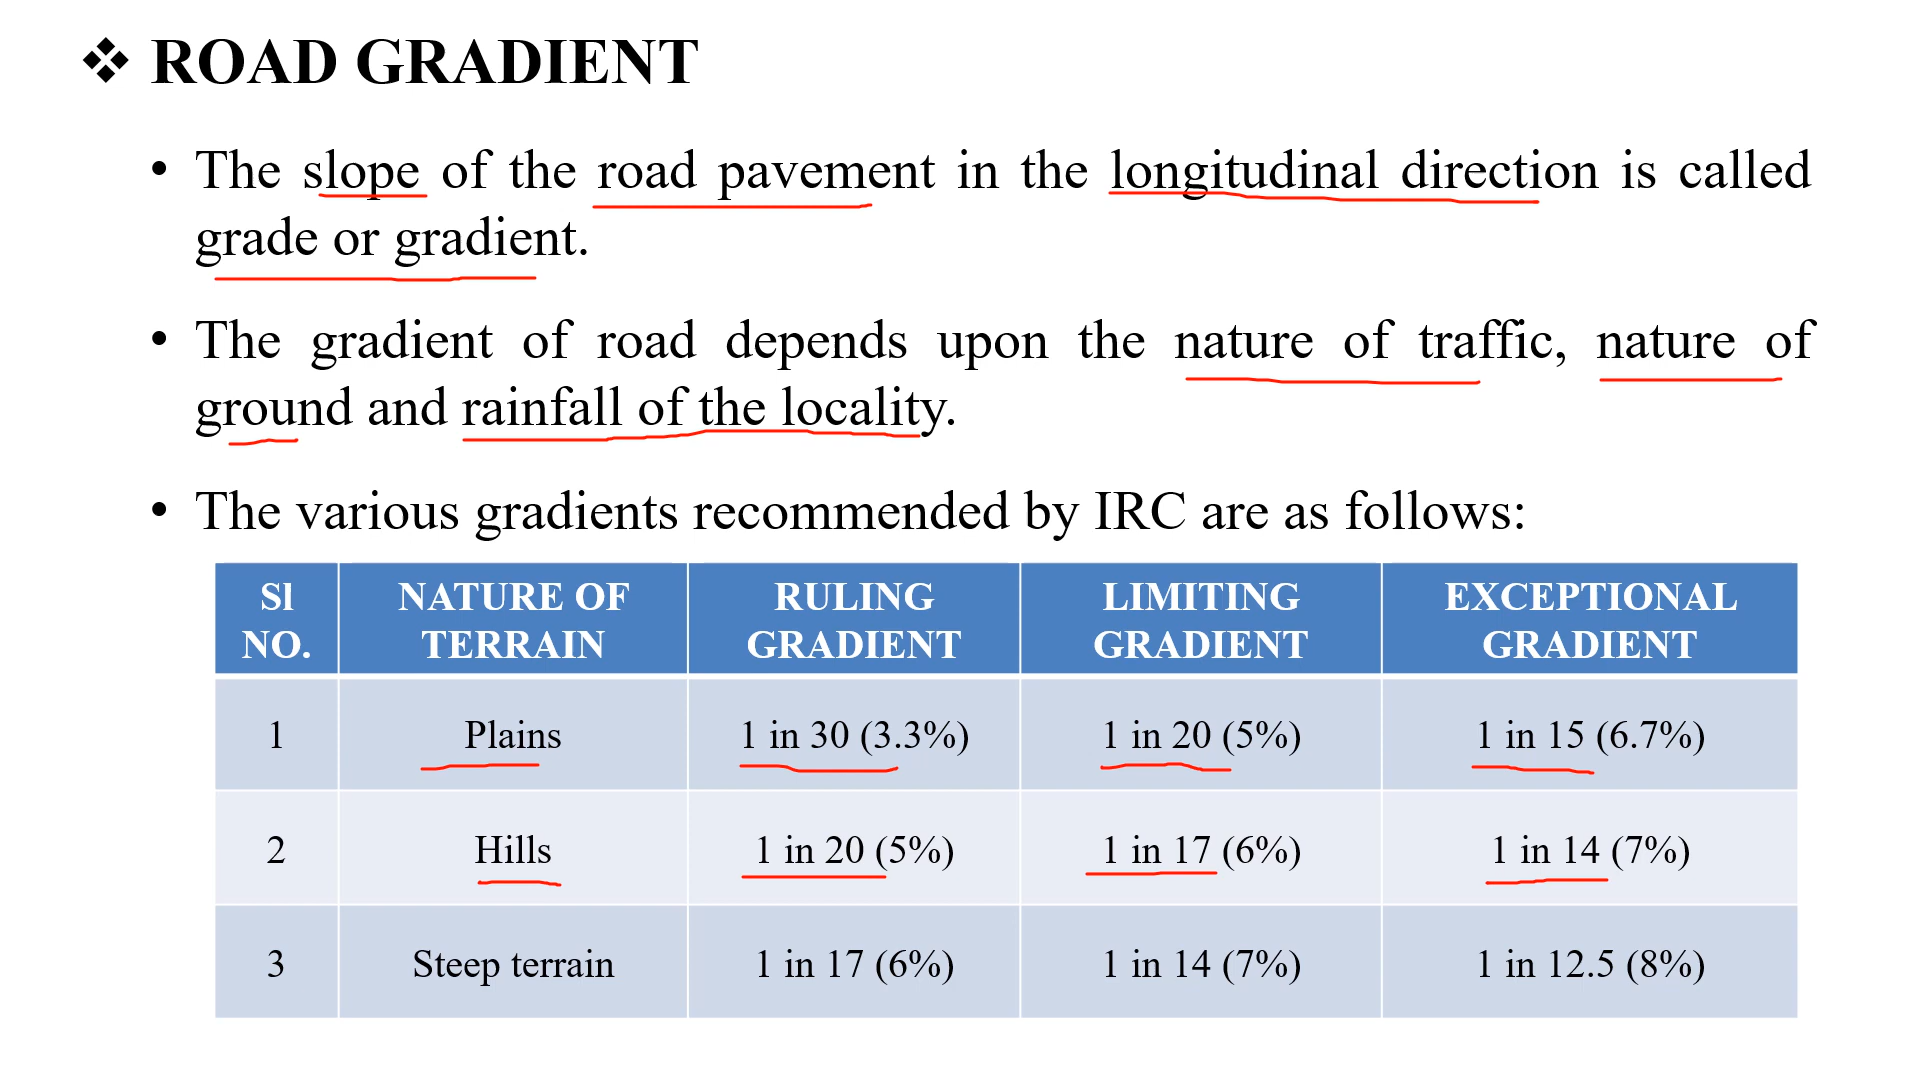 ❖ ROAD GRADIENT
• The slope of the road pavement in the longitudinal direction is called
grade or gradient.
• The gradient of road depends upon the nature of traffic, nature of
ground and rainfall of the locality.
• The various gradients recommended by IRC are as follows:
Sl NO. NATURE OF TERRAIN RULING GRADIENT LIMITING GRADIENT EXCEPTIONAL GRADIENT
1 Plains 1 in 30 (3.3%) 1 in 20 (5%) 1 in 15 (6.7%)
2 Hills 1 in 20 (5%) 1 in 17 (6%) 1 in 14 (7%)
3 Steep terrain 1 in 17 (6%) 1 in 14 (7%) 1 in 12.5 (8%)